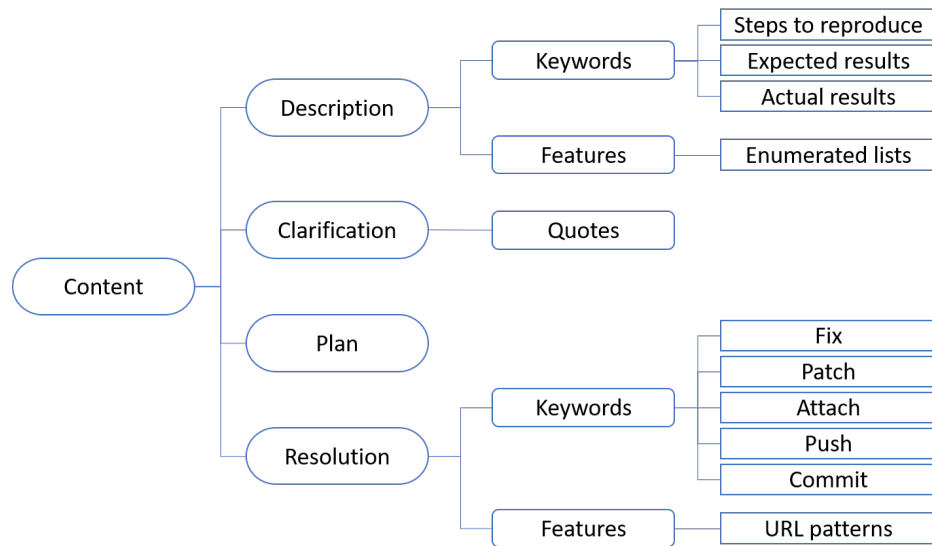 Content
Description
Keywords
Steps to reproduce
Expected results
Actual results
Features
Enumerated lists
Clarification
Quotes
Plan
Resolution
Keywords
Fix
Patch
Attach
Push
Commit
Features
URL patterns